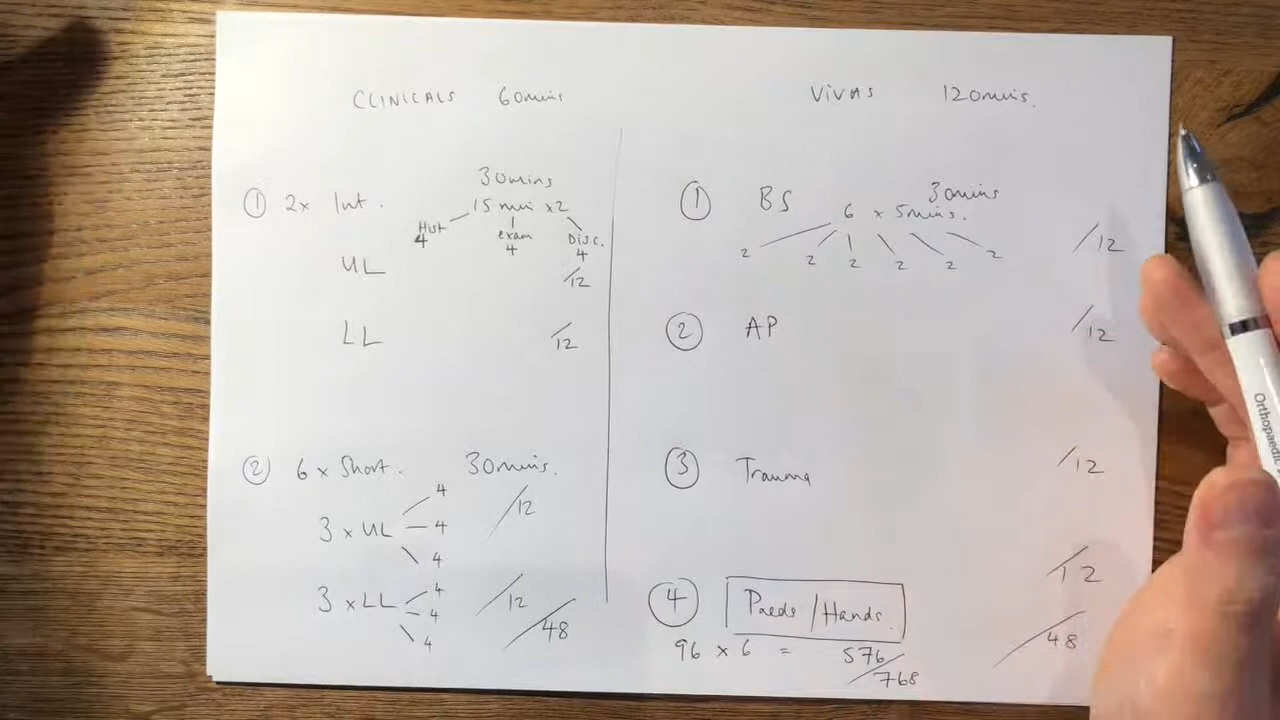 CLINICALS 60mins
① 2x Int.
30mins
15 min x2
Hist 4
exam 4
Disc. 4
UL /12
LL /12
② 6 x Short. 30mins.
3 x UL 4 4 4 /12
3 x LL 4 4 4 /12
/48
VIVAS 120mins.
① BS 30mins
6 x 5mins.
2 2 2 2 2 2 /12
② AP /12
③ Trauma /12
④ Paeds/Hands. /12
96 x 6 = 576/768
/48
Orthopaedic